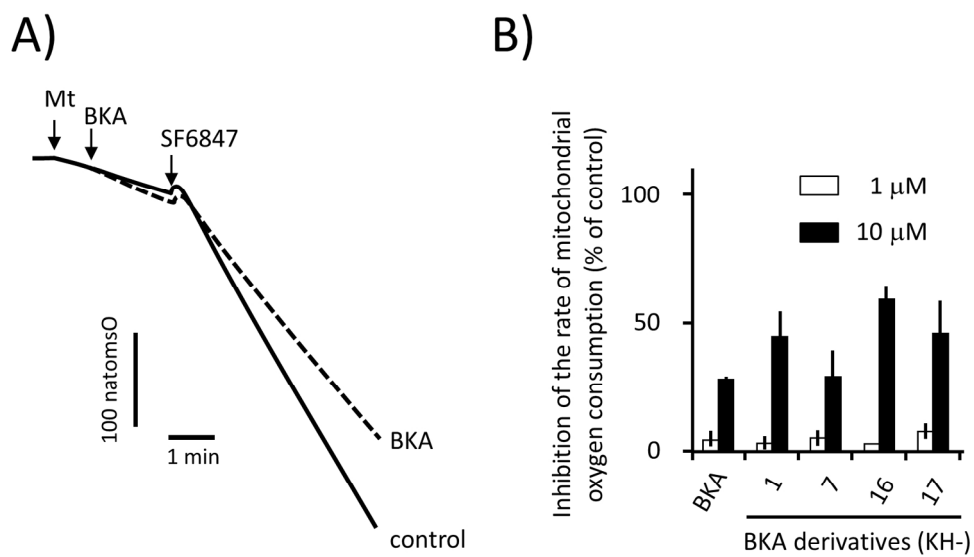 A)
Mt
BKA
SF6847
100 natomsO
1 min
BKA
control
B)
Inhibition of the rate of mitochondrial
oxygen consumption (% of control)
100
50
0
1 μM
10 μM
BKA
1
7
16
17
BKA derivatives (KH-)